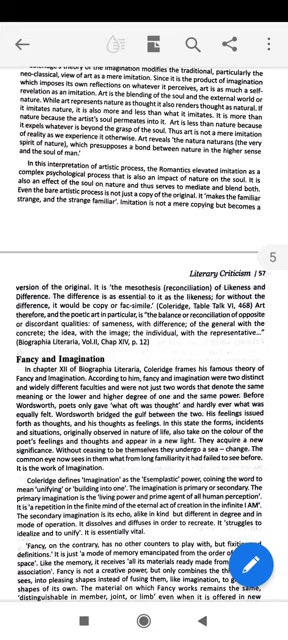 Coleridge's theory of the imagination modifies the traditional, particularly the
neo-classical, view of art as a mere imitation. Since it is the product of imagination
which imposes its own reflections on whatever it perceives, art is as much a self-
revelation as an imitation. Art is the blending of the soul and the external world or
nature. While art represents nature as thought it also renders thought as natural. If
it imitates nature, it is also more and less than what it imitates. It is more than
nature because the artist's soul permeates into it. Art is less than nature because
it expels whatever is beyond the grasp of the soul. Thus art is not a mere imitation
of reality as we experience it otherwise. Art reveals 'the natura naturans (the very
spirit of nature), which presupposes a bond between nature in the higher sense
and the soul of man.'
In this interpretation of artistic process, the Romantics elevated imitation as a
complex psychological process that is also an impact of nature on the soul. It is
also an effect of the soul on nature and thus serves to mediate and blend both.
Even the bare artistic process is not just a copy of the original. It 'makes the familiar
strange, and the strange familiar'. Imitation is not a mere copying but becomes a
5
Literary Criticism / 57
version of the original. It is 'the mesothesis (reconciliation) of Likeness and
Difference. The difference is as essential to it as the likeness; for without the
difference, it would be copy or fac-simile.' (Coleridge, Table Talk VI, 468) Art
therefore, and the poetic art in particular, is "the balance or reconciliation of opposite
or discordant qualities: of sameness, with difference; of the general with the
concrete; the idea, with the image; the individual, with the representative..."
(Biographia Literaria, Vol.II, Chap XIV, p. 12)
Fancy and Imagination
In chapter XII of Biographia Literaria, Coleridge frames his famous theory of
Fancy and Imagination. According to him, fancy and imagination were two distinct
and widely different faculties and were not just two words that denote the same
meaning or the lower and higher degree of one and the same power. Before
Wordsworth, poets only gave 'what oft was thought' and hardly ever what was
equally felt. Wordsworth bridged the gulf between the two. His feelings issued
forth as thoughts, and his thoughts as feelings. In this state the forms, incidents
and situations, originally observed in nature of life, also take on the colour of the
poet's feelings and thoughts and appear in a new light. They acquire a new
significance. Without ceasing to be themselves they undergo a sea - change. The
common eye now sees in them what from long familiarity it had failed to see before.
It is the work of Imagination.
Coleridge defines 'Imagination' as the 'Esemplastic' power, coining the word to
mean 'unifying' or 'building into one'. The imagination is primary or secondary. The
primary imagination is the 'living power and prime agent of all human perception'.
It is 'a repetition in the finite mind of the eternal act of creation in the infinite I AM'.
The secondary imagination is its echo, alike in kind but different in degree and in
mode of operation. It dissolves and diffuses in order to recreate. It 'struggles to
idealize and to unify'. It is essentially vital.
'Fancy, on the contrary, has no other counters to play with, but fixities and
definites.' It is just 'a mode of memory emancipated from the order of
space'. Like the memory, it receives 'all its materials ready made from
association'. Fancy is not a creative power, but only combines the th
sees, into pleasing shapes instead of fusing them, like imagination, to
shapes of its own. The material on which Fancy works remains the same,
'distinguishable in member, joint, or limb' even when it is offered in new